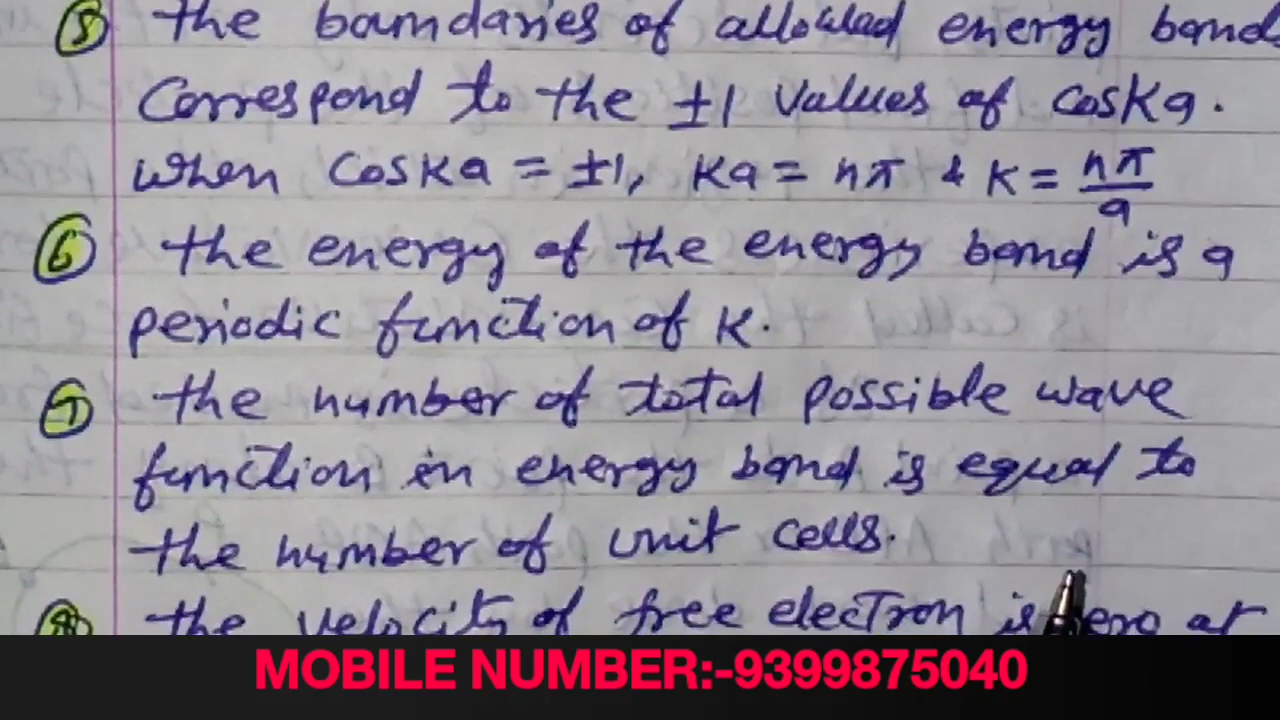 5 the boundaries of allowed energy band
Correspond to the ±1 values of cosKa.
when CosKa = ±1, Ka = nπ & K = nπ/a
6 the energy of the energy band is a
periodic function of K.
7 the number of total possible wave
function in energy band is equal to
the number of unit cells.
8 the velocity of free electron is zero at
MOBILE NUMBER:-9399875040